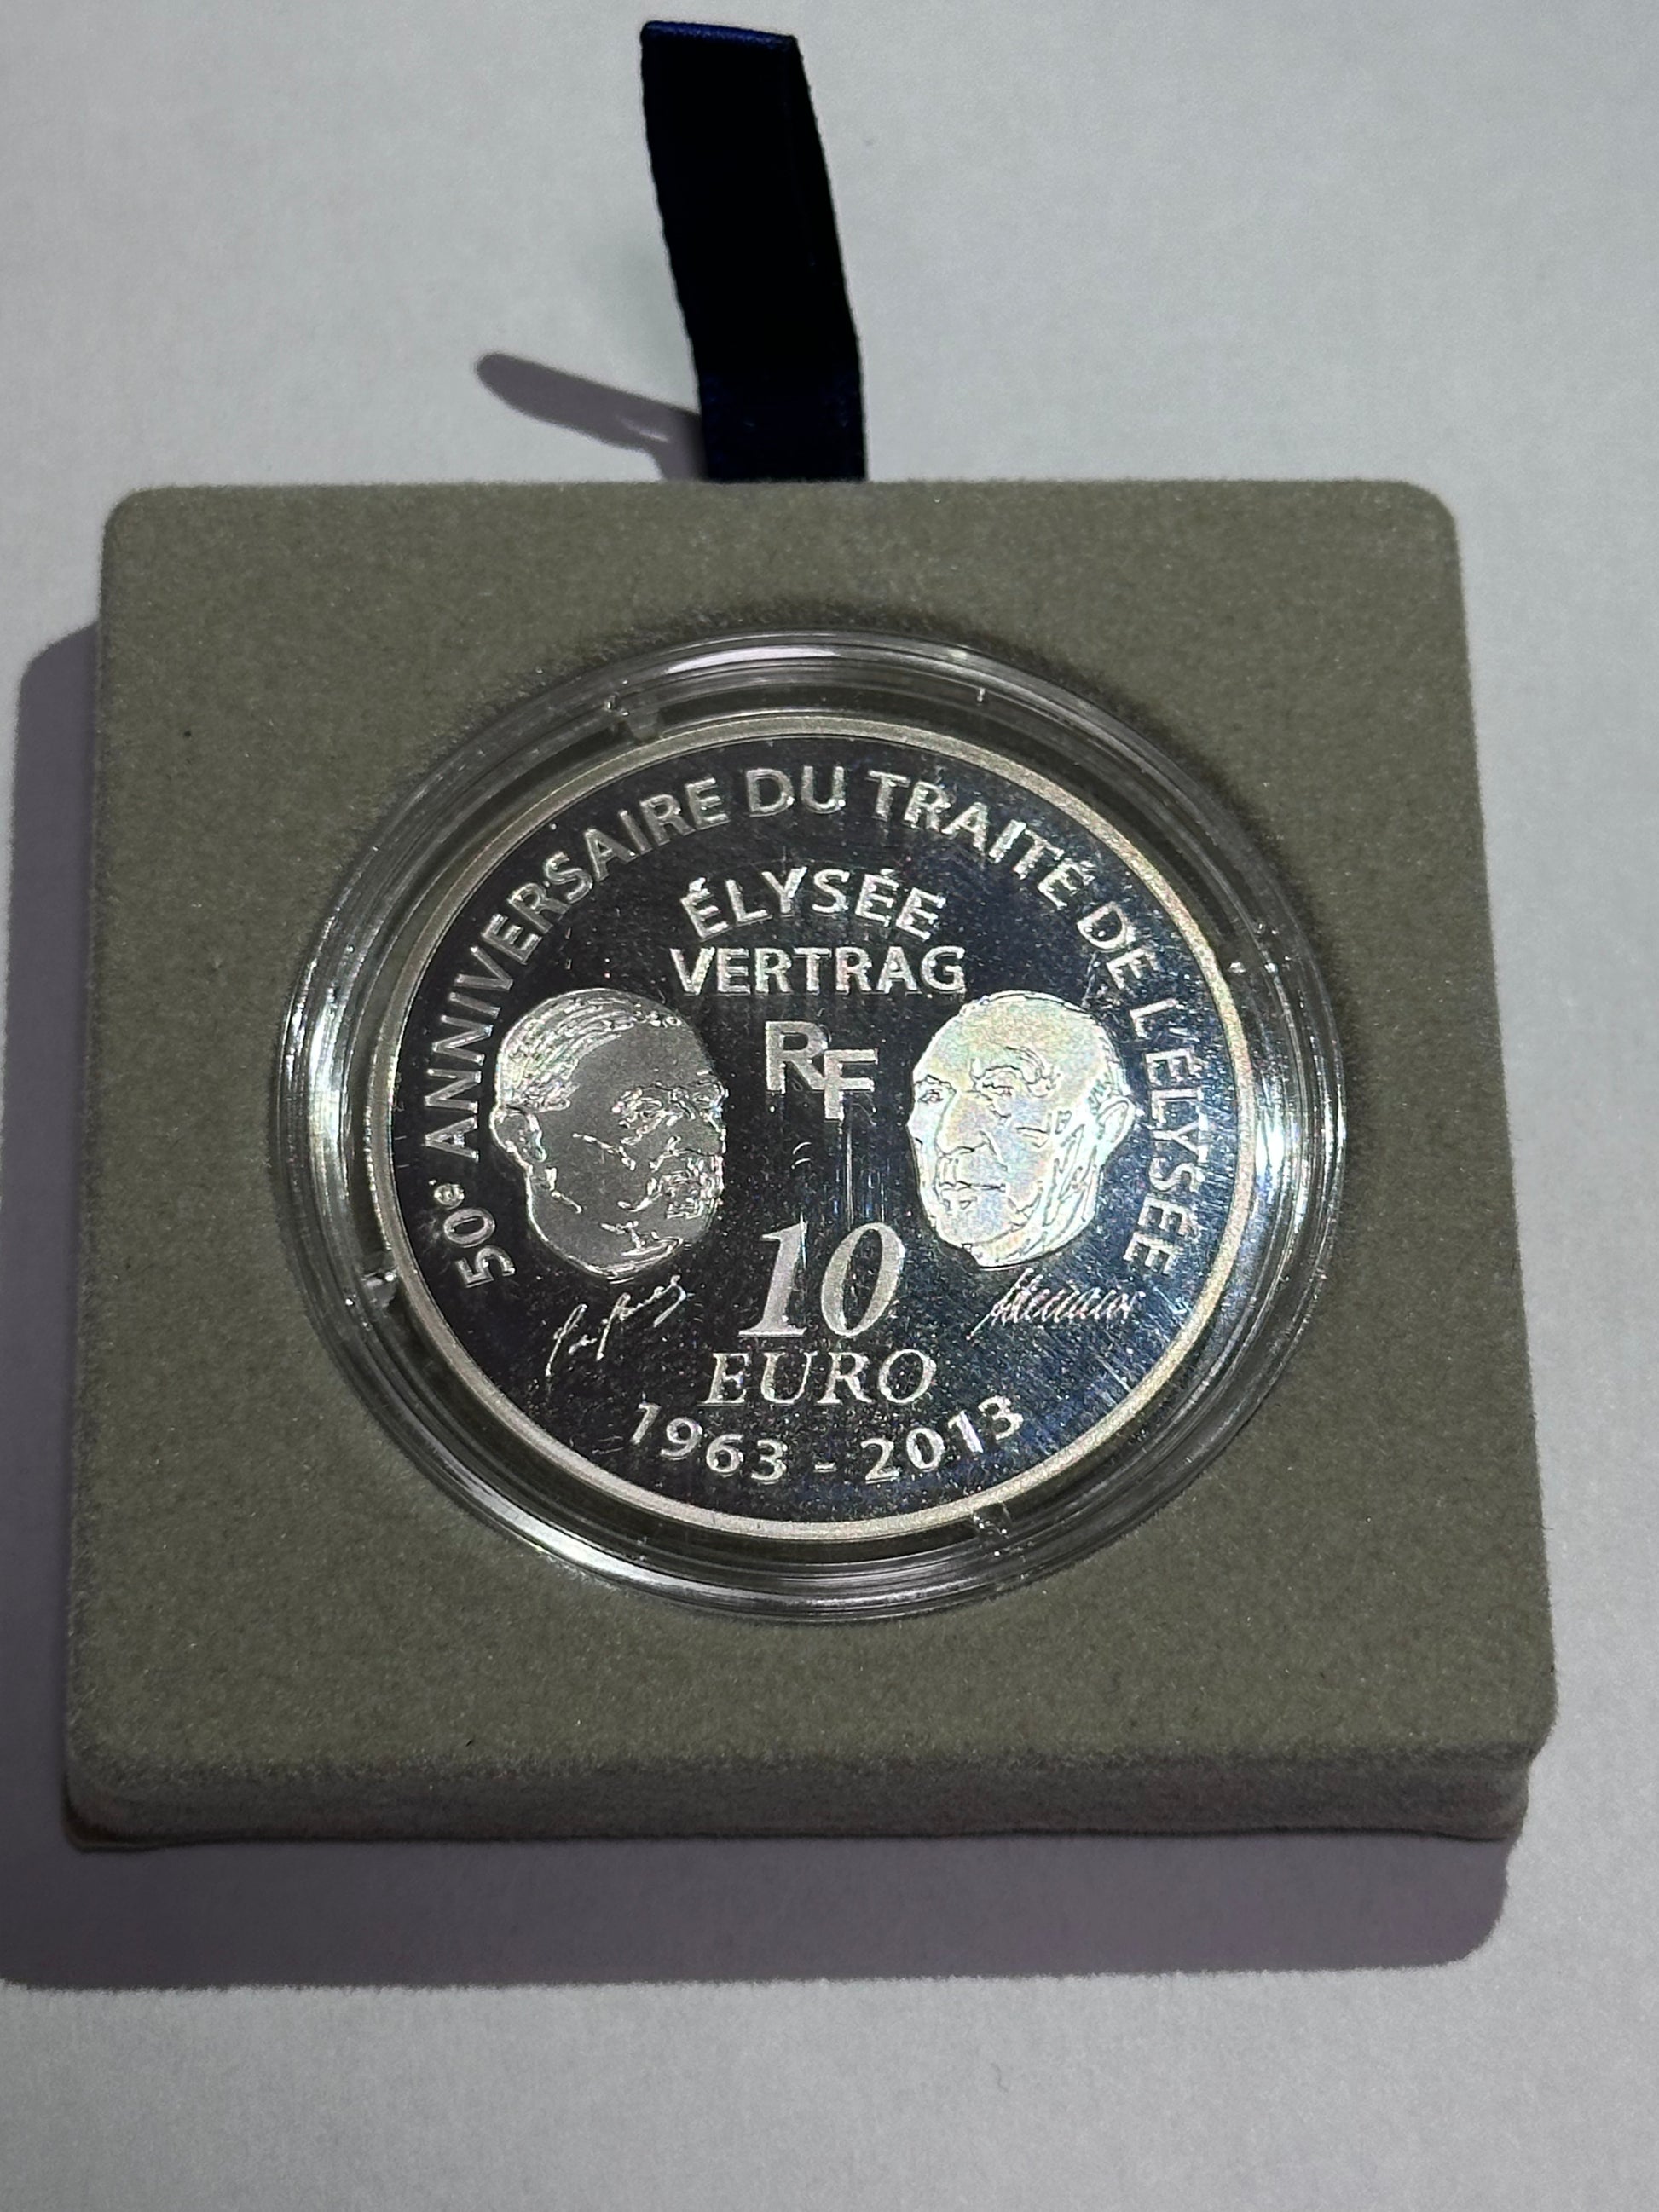 50e ANNIVERSAIRE DU TRAITÉ DE L'ÉLYSÉE
ÉLYSÉE
VERTRAG
RF
10
EURO
1963 - 2013